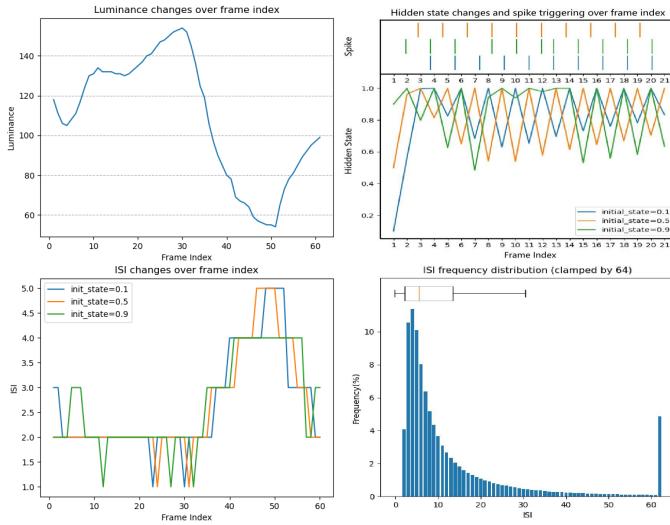 Luminance changes over frame index
Luminance
140
120
100
80
60
0
10
20
30
40
50
60
Frame Index
Hidden state changes and spike triggering over frame index
Spike
1 2 3 4 5 6 7 8 9 10 11 12 13 14 15 16 17 18 19 20 21
Hidden State
1.0
0.8
0.6
0.4
0.2
initial_state=0.1
initial_state=0.5
initial_state=0.9
1 2 3 4 5 6 7 8 9 10 11 12 13 14 15 16 17 18 19 20 21
Frame Index
ISI changes over frame index
init_state=0.1
init_state=0.5
init_state=0.9
ISI
5.0
4.5
4.0
3.5
3.0
2.5
2.0
1.5
1.0
0
10
20
30
40
50
60
Frame Index
ISI frequency distribution (clamped by 64)
Frequency(%)
10
8
6
4
2
0
0
10
20
30
40
50
60
ISI